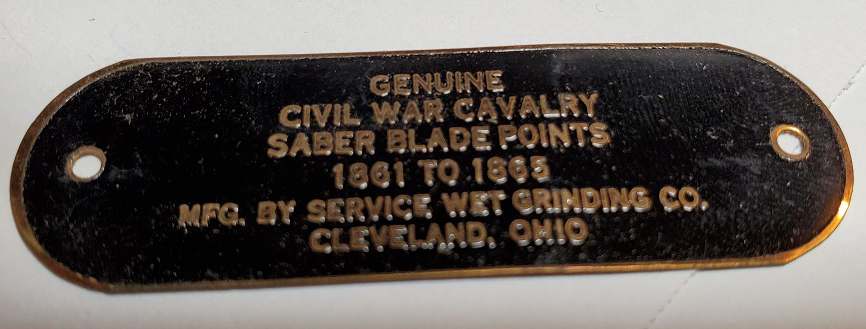 GENUINE
CIVIL WAR CAVALRY
SABER BLADE POINTS
1861 TO 1865
MFG. BY SERVICE WET GRINDING CO.
CLEVELAND, OHIO